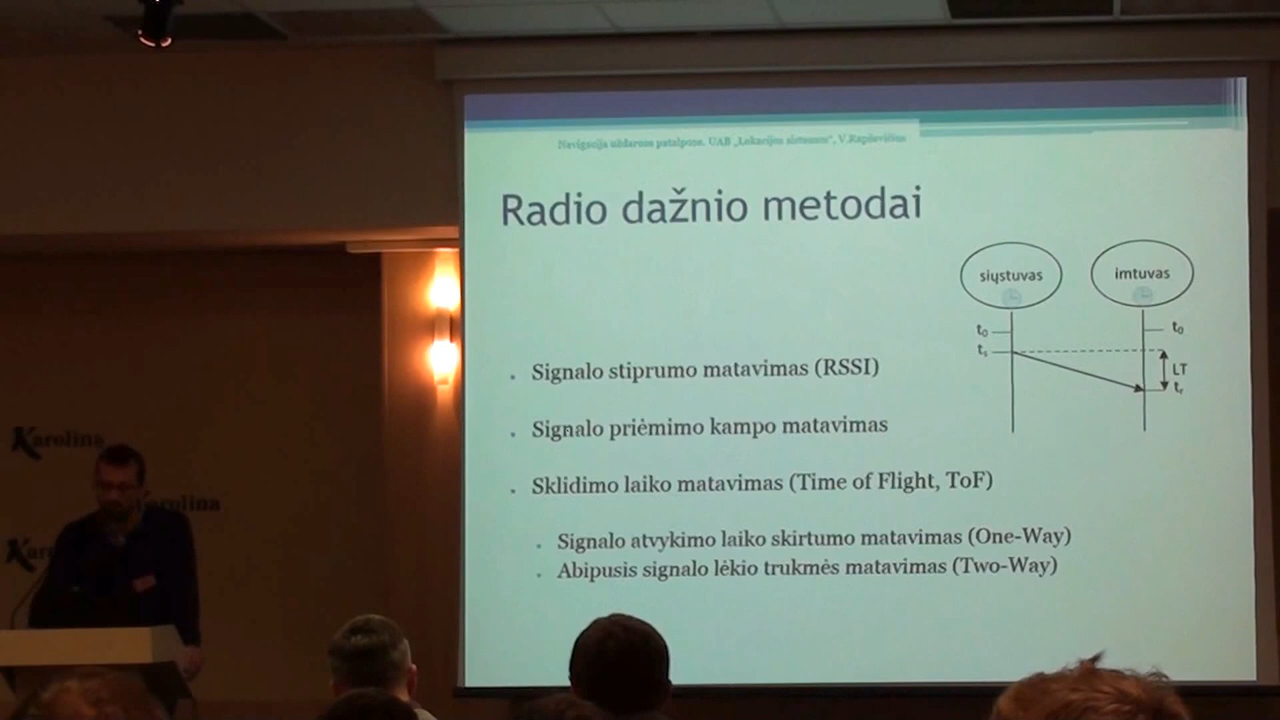 Navigacija uždarose patalpose. UAB „Lokacijos sistemos“, V.Rapševičius
Radio dažnio metodai
siųstuvas
imtuvas
t₀
t₀
tₛ
LT
tᵣ
Signalo stiprumo matavimas (RSSI)
Signalo priėmimo kampo matavimas
Sklidimo laiko matavimas (Time of Flight, ToF)
Signalo atvykimo laiko skirtumo matavimas (One-Way)
Abipusis signalo lėkio trukmės matavimas (Two-Way)
Karolina
Karolina